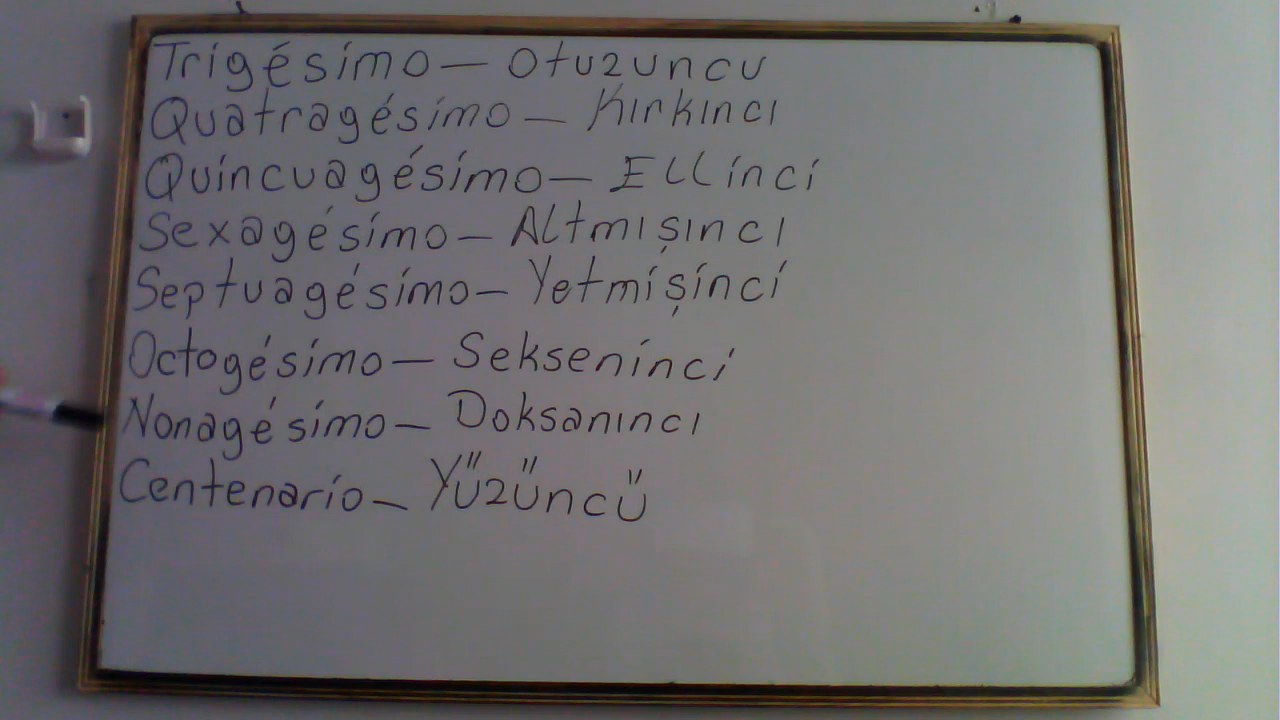 Trigésimo – Otuzuncu
Quatragésimo – Kırkıncı
Quincuagésimo – Ellinci
Sexagésimo – Altmışıncı
Septuagésimo – Yetmişinci
Octogésimo – Sekseninci
Nonagésimo – Doksanıncı
Centenario – Yüzüncü